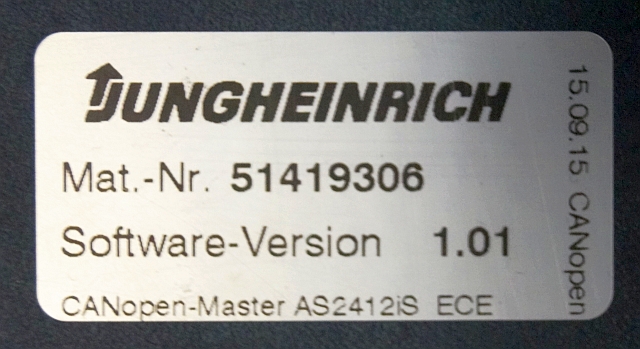 JUNGHEINRICH
Mat.-Nr. 51419306
Software-Version 1.01
CANopen-Master AS2412iS ECE
15.09.15 CANopen